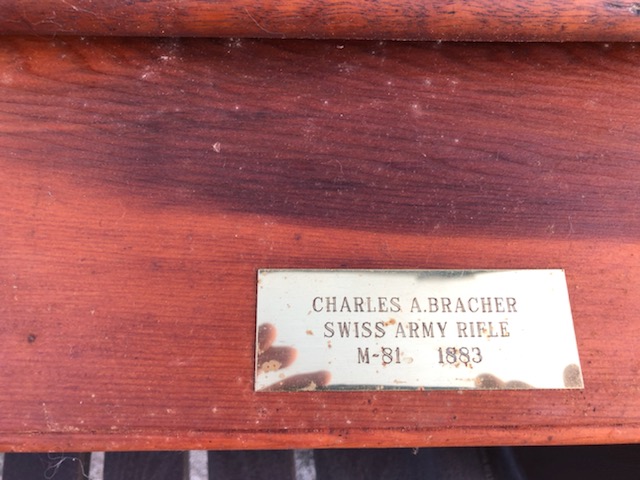 CHARLES A.BRACHER
SWISS ARMY RIFLE
M-81 1883